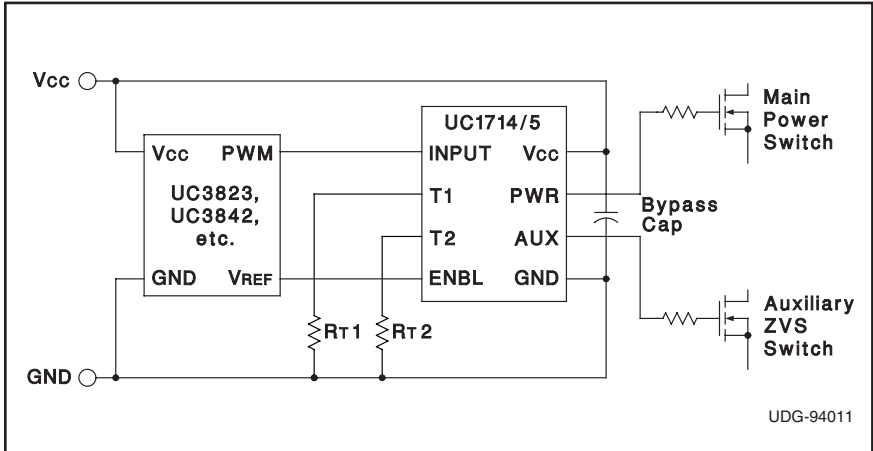 VCC
UC1714/5
Main
Power
Switch
VCC PWM
INPUT VCC
UC3823,
UC3842,
etc.
T1 PWR
Bypass
Cap
T2 AUX
GND VREF
ENBL GND
RT1
RT2
Auxiliary
ZVS
Switch
GND
UDG-94011